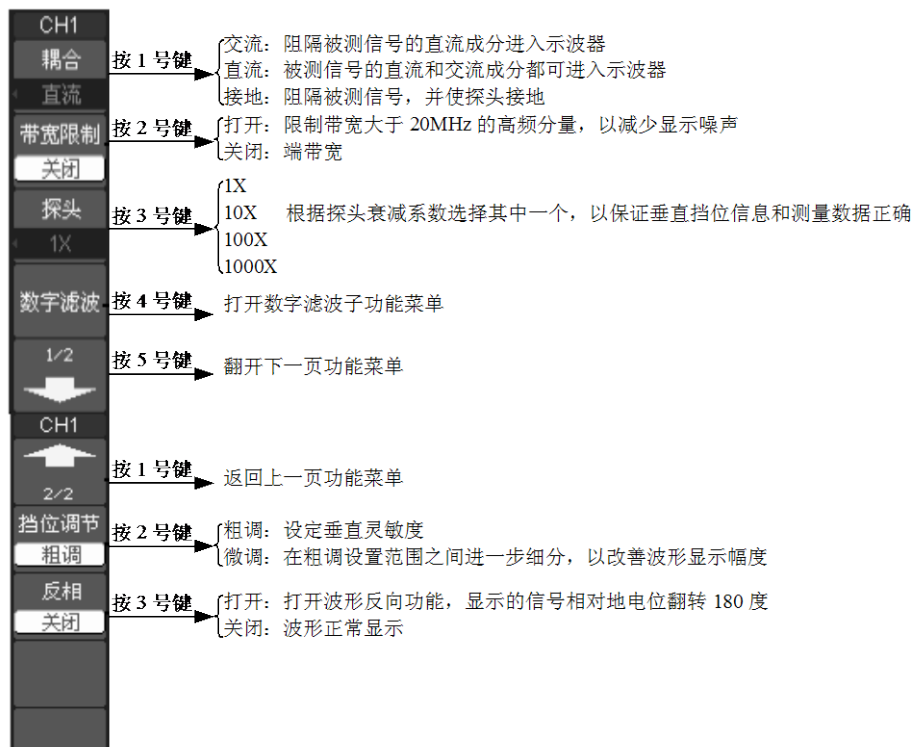 CH1
耦合
直流
按 1 号键
交流：阻隔被测信号的直流成分进入示波器
直流：被测信号的直流和交流成分都可进入示波器
接地：阻隔被测信号，并使探头接地
带宽限制
关闭
按 2 号键
打开：限制带宽大于 20MHz 的高频分量，以减少显示噪声
关闭：端带宽
探头
1X
按 3 号键
1X
10X 根据探头衰减系数选择其中一个，以保证垂直挡位信息和测量数据正确
100X
1000X
数字滤波
按 4 号键
打开数字滤波子功能菜单
1/2
按 5 号键
翻开下一页功能菜单
CH1
2/2
按 1 号键
返回上一页功能菜单
挡位调节
粗调
按 2 号键
粗调：设定垂直灵敏度
微调：在粗调设置范围之间进一步细分，以改善波形显示幅度
反相
关闭
按 3 号键
打开：打开波形反向功能，显示的信号相对地电位翻转 180 度
关闭：波形正常显示